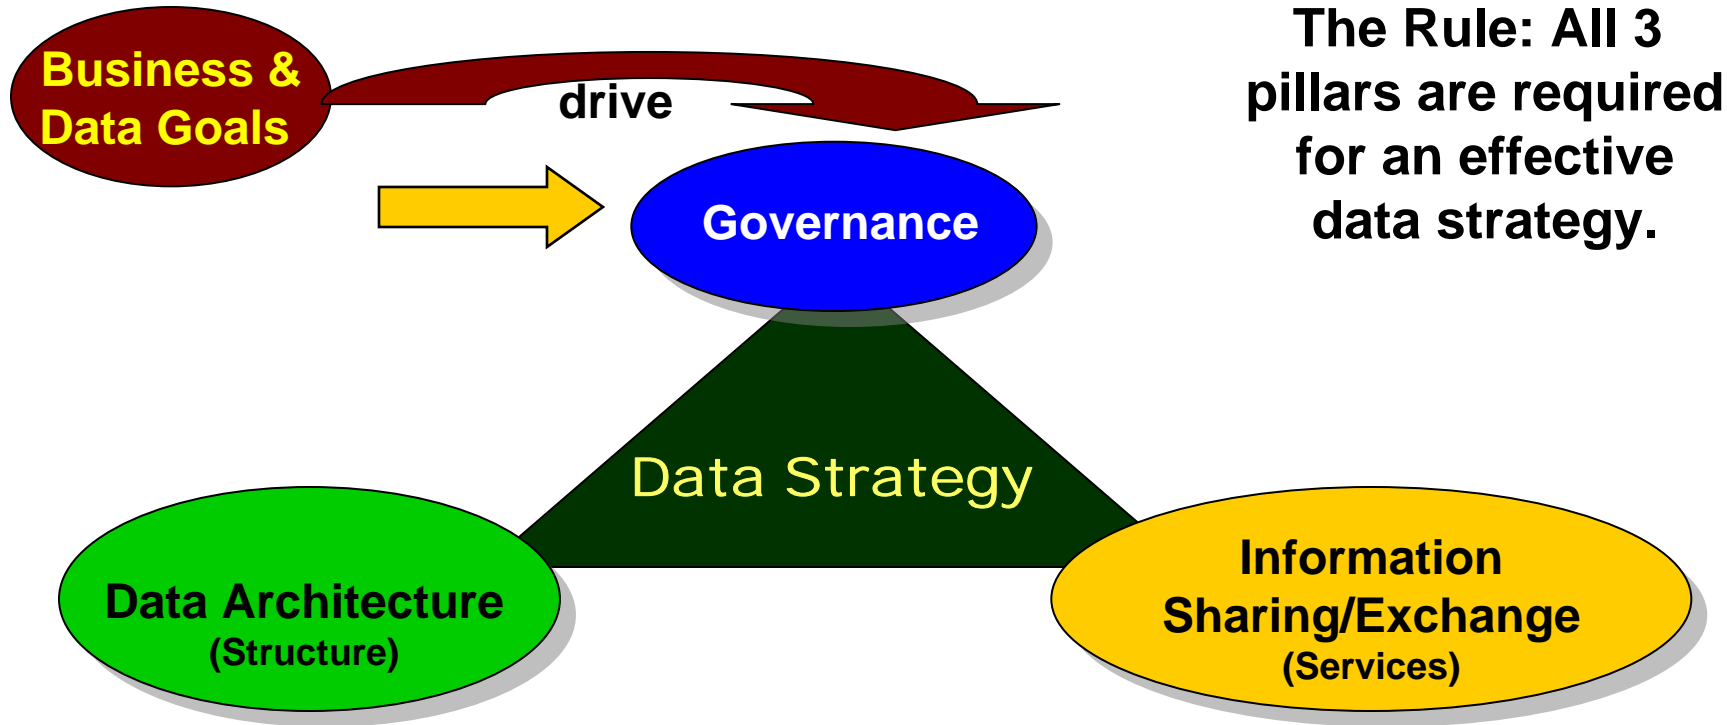 Business &
Data Goals
drive
The Rule: All 3
pillars are required
for an effective
data strategy.
Governance
Data Strategy
Data Architecture
(Structure)
Information
Sharing/Exchange
(Services)